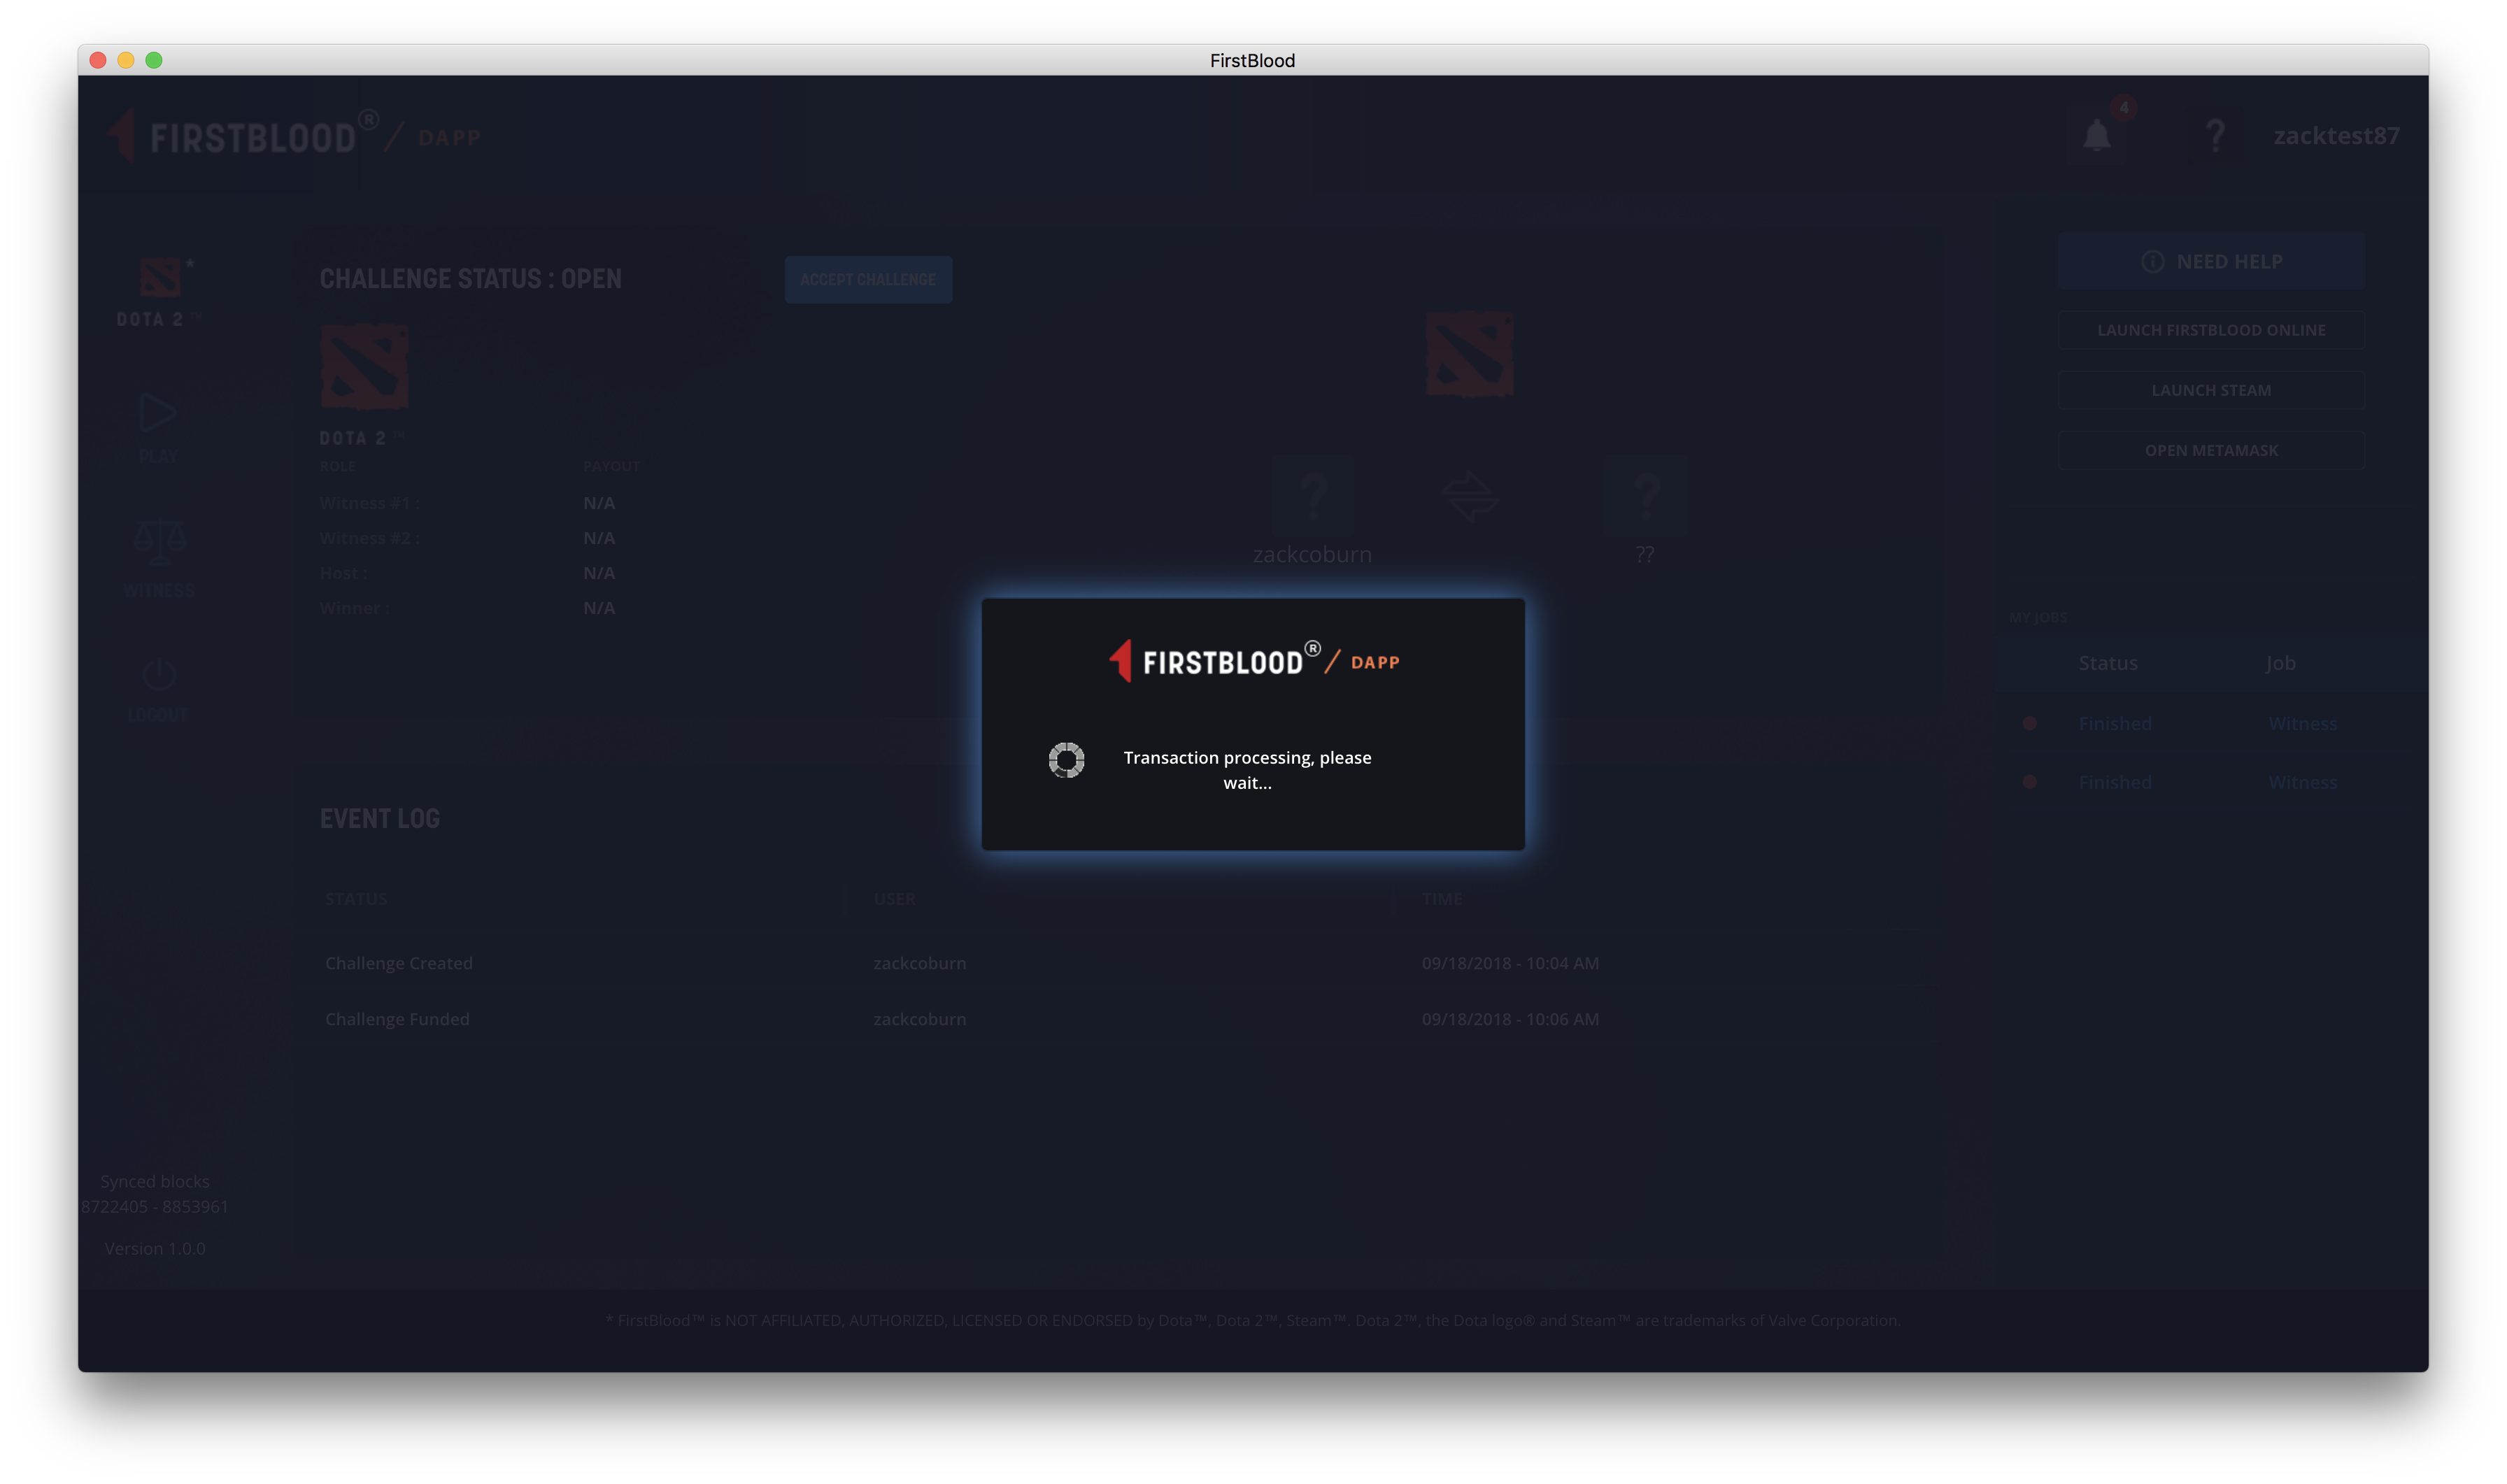 FirstBlood
FIRSTBLOOD® / DAPP
4
?
zacktest87
*
DOTA 2 ™
PLAY
WITNESS
LOGOUT
CHALLENGE STATUS : OPEN
ACCEPT CHALLENGE
DOTA 2 ™
ROLE PAYOUT
Witness #1 : N/A
Witness #2 : N/A
Host : N/A
Winner : N/A
? ?
zackcoburn ??
NEED HELP
LAUNCH FIRSTBLOOD ONLINE
LAUNCH STEAM
OPEN METAMASK
MY JOBS
Status Job
Finished Witness
Finished Witness
FIRSTBLOOD® / DAPP
Transaction processing, please
wait...
EVENT LOG
STATUS USER TIME
Challenge Created zackcoburn 09/18/2018 - 10:04 AM
Challenge Funded zackcoburn 09/18/2018 - 10:06 AM
Synced blocks
8722405 - 8853961
Version 1.0.0
* FirstBlood™ is NOT AFFILIATED, AUTHORIZED, LICENSED OR ENDORSED by Dota™, Dota 2™, Steam™. Dota 2™, the Dota logo® and Steam™ are trademarks of Valve Corporation.